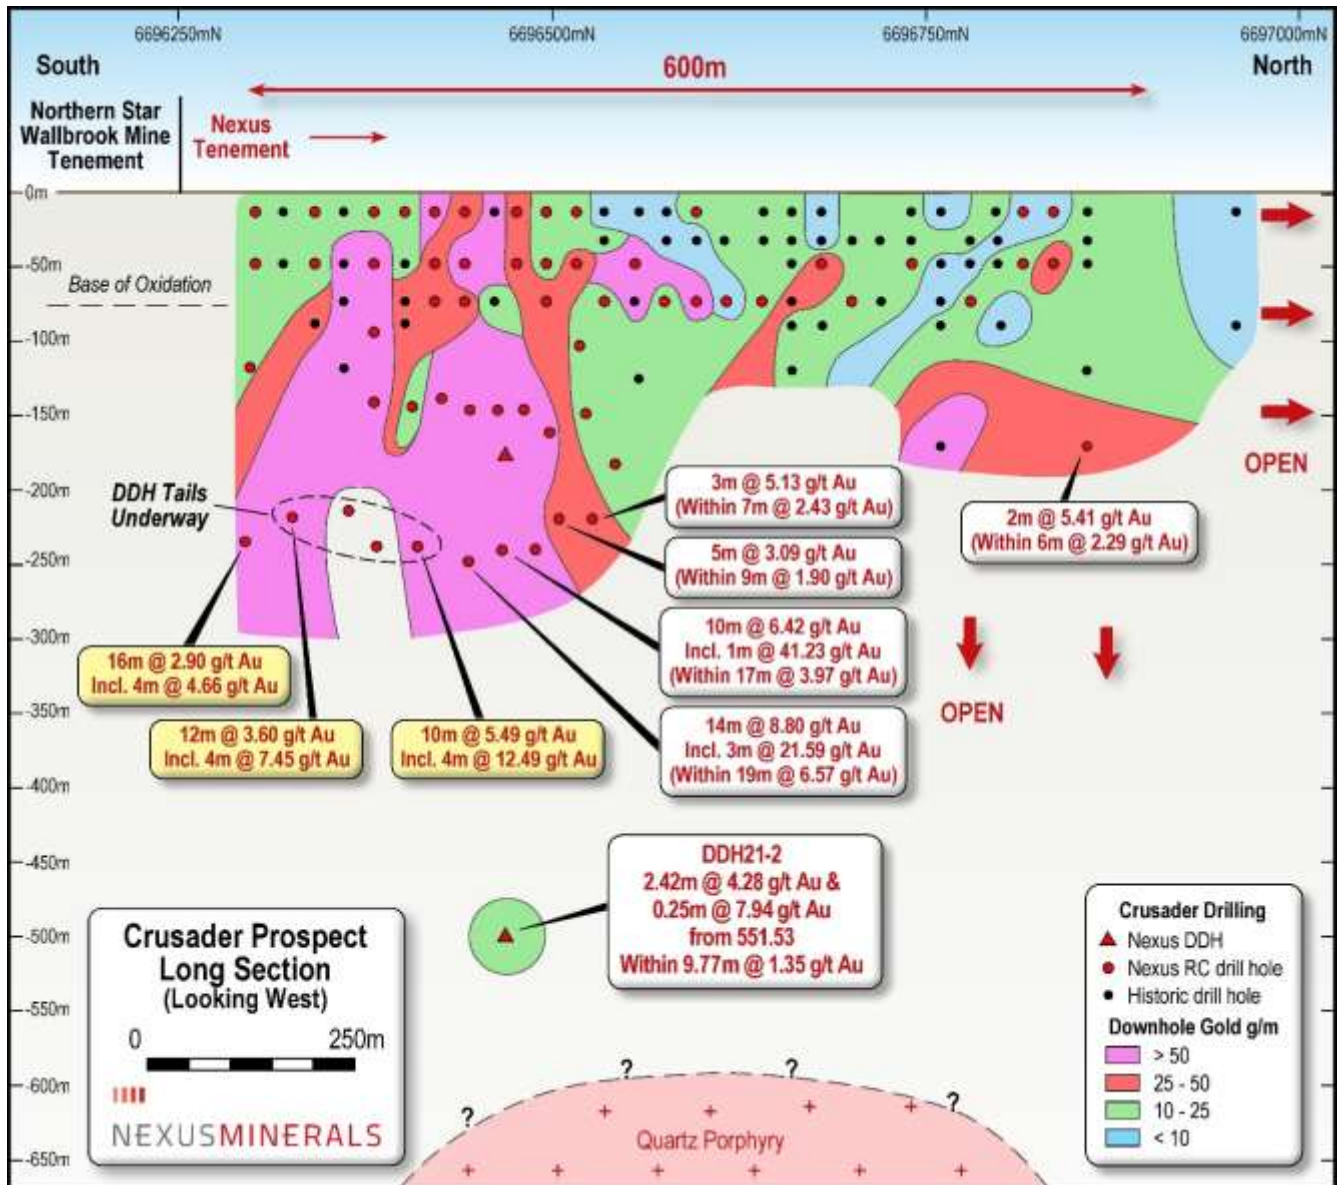 6696250mN
6696500mN
6696750mN
6697000mN
South
600m
North
Northern Star
Wallbrook Mine
Tenement
Nexus
Tenement
0m
-50m
Base of Oxidation
-100m
-150m
OPEN
-200m
DDH Tails
Underway
3m @ 5.13 g/t Au
(Within 7m @ 2.43 g/t Au)
2m @ 5.41 g/t Au
(Within 6m @ 2.29 g/t Au)
-250m
5m @ 3.09 g/t Au
(Within 9m @ 1.90 g/t Au)
-300m
10m @ 6.42 g/t Au
Incl. 1m @ 41.23 g/t Au
(Within 17m @ 3.97 g/t Au)
16m @ 2.90 g/t Au
Incl. 4m @ 4.66 g/t Au
-350m
OPEN
12m @ 3.60 g/t Au
Incl. 4m @ 7.45 g/t Au
10m @ 5.49 g/t Au
Incl. 4m @ 12.49 g/t Au
14m @ 8.80 g/t Au
Incl. 3m @ 21.59 g/t Au
(Within 19m @ 6.57 g/t Au)
-400m
-450m
DDH21-2
2.42m @ 4.28 g/t Au &
0.25m @ 7.94 g/t Au
from 551.53
Within 9.77m @ 1.35 g/t Au
-500m
-550m
-600m
-650m
Crusader Prospect
Long Section
(Looking West)
0 250m
NEXUSMINERALS
? ? ? ?
Quartz Porphyry
Crusader Drilling
Nexus DDH
Nexus RC drill hole
Historic drill hole
Downhole Gold g/m
> 50
25 - 50
10 - 25
< 10